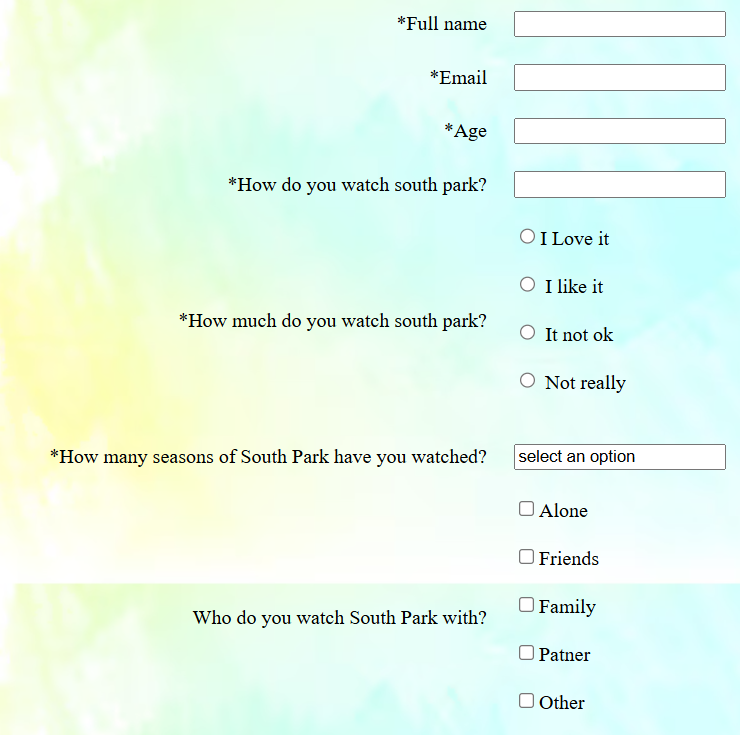 *Full name
*Email
*Age
*How do you watch south park?
I Love it
I like it
*How much do you watch south park?
It not ok
Not really
*How many seasons of South Park have you watched?
select an option
Alone
Friends
Who do you watch South Park with?
Family
Patner
Other